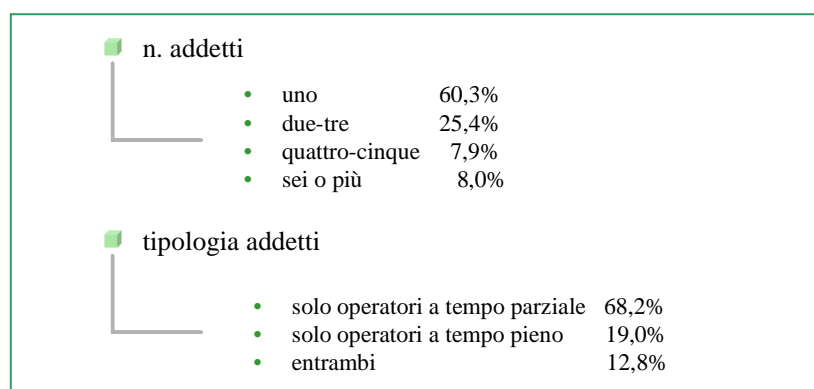 n. addetti
• uno 60,3%
• due-tre 25,4%
• quattro-cinque 7,9%
• sei o più 8,0%
tipologia addetti
• solo operatori a tempo parziale 68,2%
• solo operatori a tempo pieno 19,0%
• entrambi 12,8%